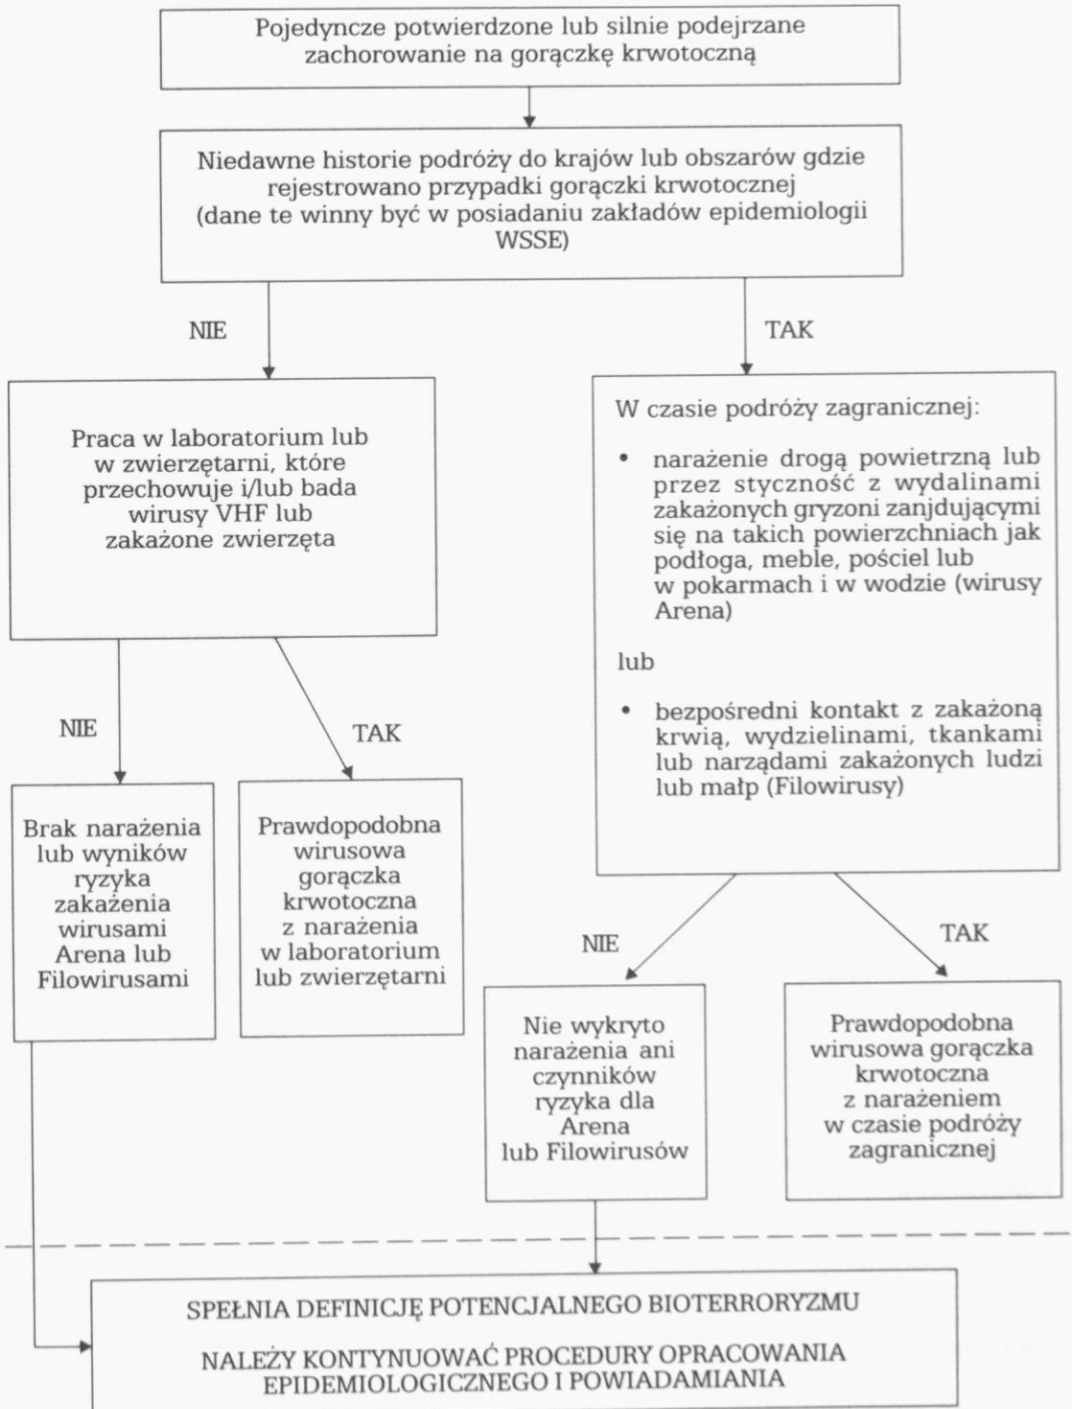 Pojedyncze potwierdzone lub silnie podejrzane
zachorowanie na gorączkę krwotoczną
Niedawne historie podróży do krajów lub obszarów gdzie
rejestrowano przypadki gorączki krwotocznej
(dane te winny być w posiadaniu zakładów epidemiologii
WSSE)
NIE
TAK
Praca w laboratorium lub
w zwierzętarni, które
przechowuje i/lub bada
wirusy VHF lub
zakażone zwierzęta
W czasie podróży zagranicznej:
• narażenie drogą powietrzną lub
przez styczność z wydalinami
zakażonych gryzoni zanjdującymi
się na takich powierzchniach jak
podłoga, meble, pościel lub
w pokarmach i w wodzie (wirusy
Arena)
lub
• bezpośredni kontakt z zakażoną
krwią, wydzielinami, tkankami
lub narządami zakażonych ludzi
lub małp (Filowirusy)
NIE
TAK
Brak narażenia
lub wyników
ryzyka
zakażenia
wirusami
Arena lub
Filowirusami
Prawdopodobna
wirusowa
gorączka
krwotoczna
z narażenia
w laboratorium
lub zwierzętarni
NIE
TAK
Nie wykryto
narażenia ani
czynników
ryzyka dla
Arena
lub Filowirusów
Prawdopodobna
wirusowa gorączka
krwotoczna
z narażeniem
w czasie podróży
zagranicznej
SPEŁNIA DEFINICJĘ POTENCJALNEGO BIOTERRORYZMU
NALEŻY KONTYNUOWAĆ PROCEDURY OPRACOWANIA
EPIDEMIOLOGICZNEGO I POWIADAMIANIA